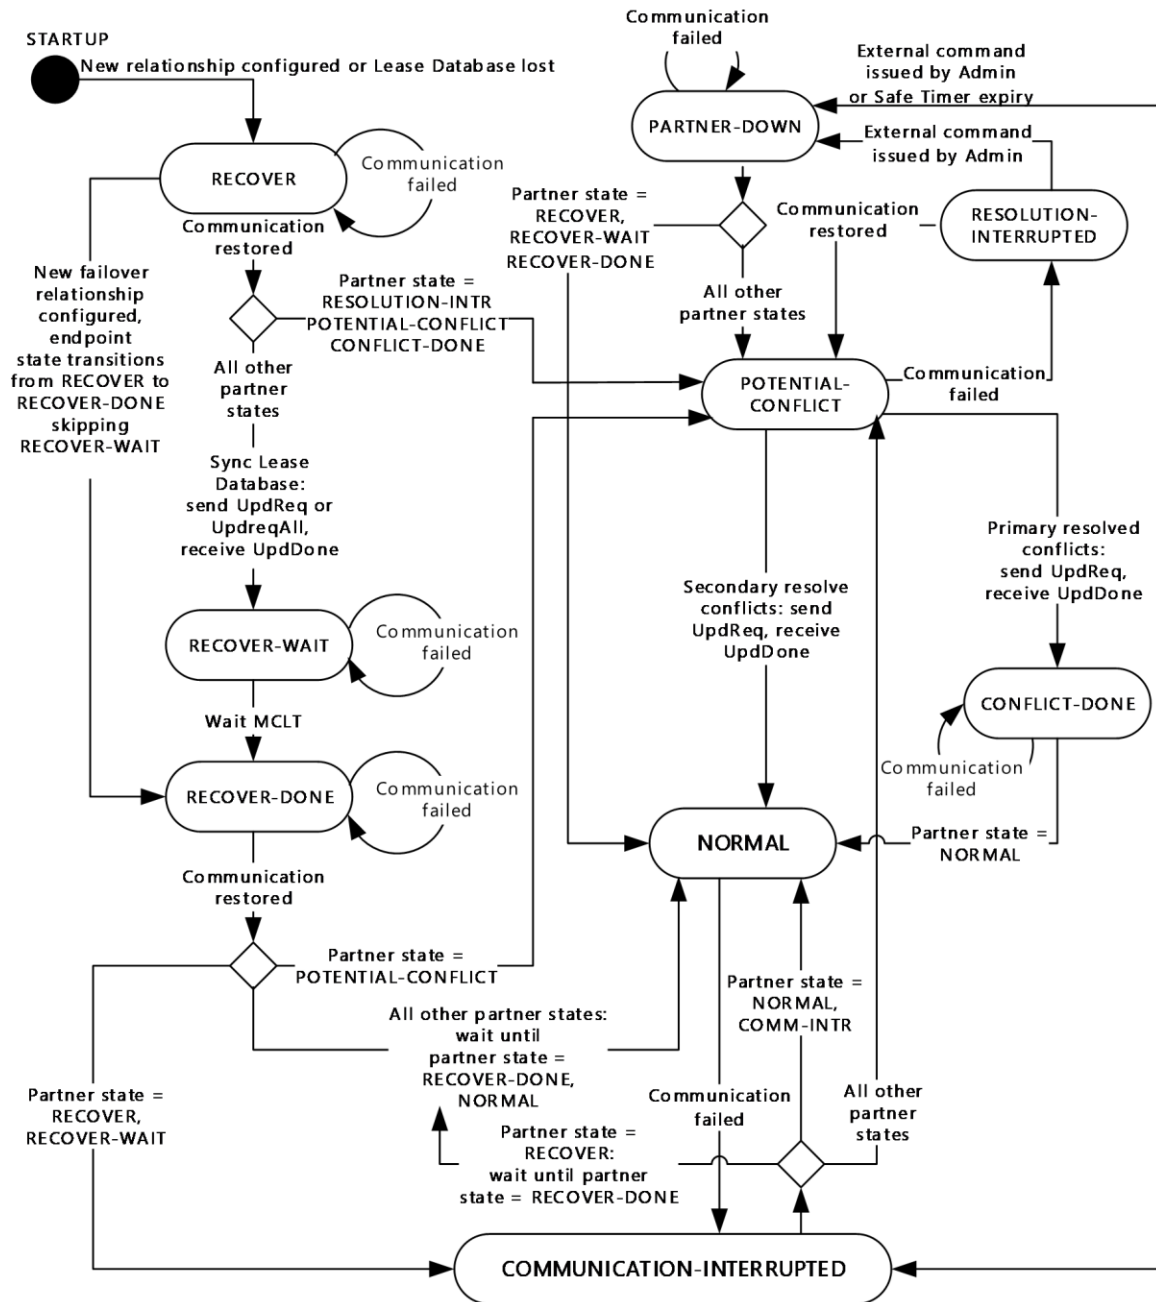 STARTUP
New relationship configured or Lease Database lost
Communication
failed
External command
issued by Admin
or Safe Timer expiry
PARTNER-DOWN
External command
issued by Admin
RECOVER
Communication
failed
Communication
restored
Partner state =
RECOVER,
RECOVER-WAIT
RECOVER-DONE
Communication
restored
RESOLUTION-
INTERRUPTED
New failover
relationship
configured,
endpoint
state transitions
from RECOVER to
RECOVER-DONE
skipping
RECOVER-WAIT
Partner state =
RESOLUTION-INTR
POTENTIAL-CONFLICT
CONFLICT-DONE
All other
partner states
All other
partner
states
POTENTIAL-
CONFLICT
Communication
failed
Sync Lease
Database:
send UpdReq or
UpdreqAll,
receive UpdDone
Primary resolved
conflicts:
send UpdReq,
receive UpdDone
Secondary resolve
conflicts: send
UpdReq, receive
UpdDone
RECOVER-WAIT
Communication
failed
CONFLICT-DONE
Wait MCLT
RECOVER-DONE
Communication
failed
Communication
failed
NORMAL
Partner state =
NORMAL
Communication
restored
Partner state =
POTENTIAL-CONFLICT
Partner state =
NORMAL,
COMM-INTR
All other partner states:
wait until
partner state =
RECOVER-DONE,
NORMAL
Partner state =
RECOVER,
RECOVER-WAIT
Communication
failed
All other
partner
states
Partner state =
RECOVER:
wait until partner
state = RECOVER-DONE
COMMUNICATION-INTERRUPTED